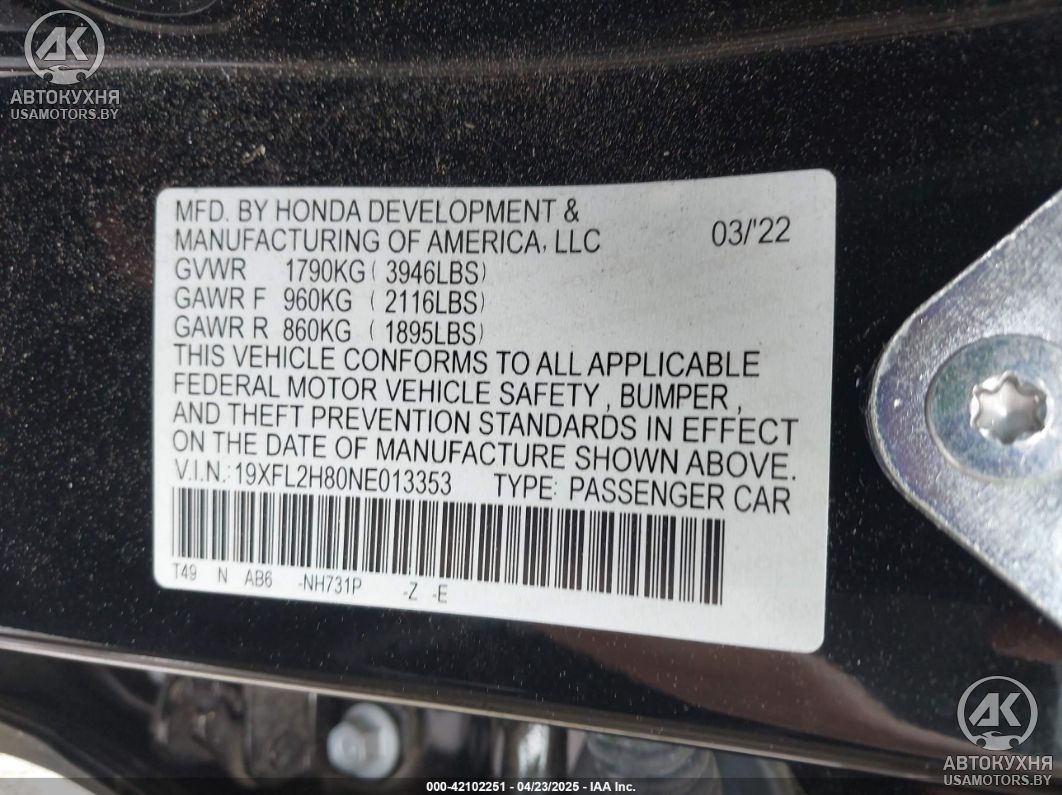 AK
АВТОКУХНЯ
USAMOTORS.BY
MFD. BY HONDA DEVELOPMENT &
MANUFACTURING OF AMERICA, LLC 03/'22
GVWR 1790KG ( 3946LBS)
GAWR F 960KG ( 2116LBS)
GAWR R 860KG ( 1895LBS)
THIS VEHICLE CONFORMS TO ALL APPLICABLE
FEDERAL MOTOR VEHICLE SAFETY , BUMPER ,
AND THEFT PREVENTION STANDARDS IN EFFECT
ON THE DATE OF MANUFACTURE SHOWN ABOVE.
V.I.N.: 19XFL2H80NE013353 TYPE: PASSENGER CAR
T49 N AB6 -NH731P -Z -E
AK
АВТОКУХНЯ
USAMOTORS.BY
000-42102251 - 04/23/2025 - IAA Inc.